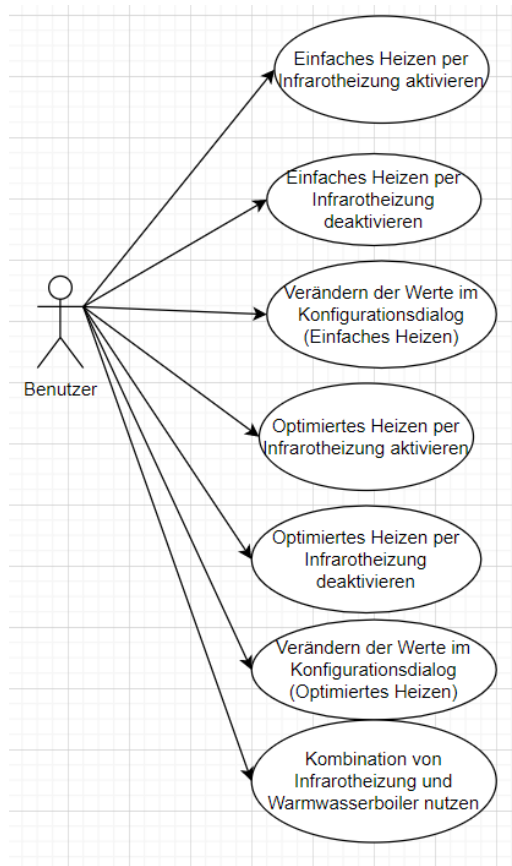 Einfaches Heizen per
Infrarotheizung aktivieren
Einfaches Heizen per
Infrarotheizung
deaktivieren
Verändern der Werte im
Konfigurationsdialog
(Einfaches Heizen)
Benutzer
Optimiertes Heizen per
Infrarotheizung aktivieren
Optimiertes Heizen per
Infrarotheizung
deaktivieren
Verändern der Werte im
Konfigurationsdialog
(Optimiertes Heizen)
Kombination von
Infrarotheizung und
Warmwasserboiler nutzen